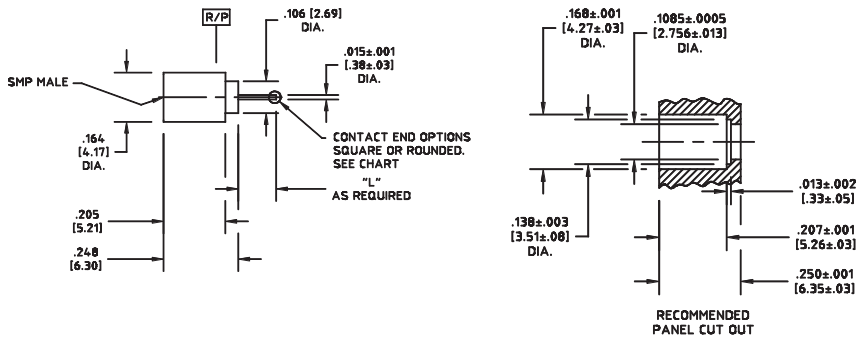 R/P
.106 [2.69]
DIA.
.015±.001
[.38±.03]
DIA.
SMP MALE
.164
[4.17]
DIA.
CONTACT END OPTIONS
SQUARE OR ROUNDED.
SEE CHART
"L"
AS REQUIRED
.205
[5.21]
.248
[6.30]
.168±.001
[4.27±.03]
DIA.
.1085±.0005
[2.756±.013]
DIA.
.138±.003
[3.51±.08]
DIA.
.013±.002
[.33±.05]
.207±.001
[5.26±.03]
.250±.001
[6.35±.03]
RECOMMENDED
PANEL CUT OUT